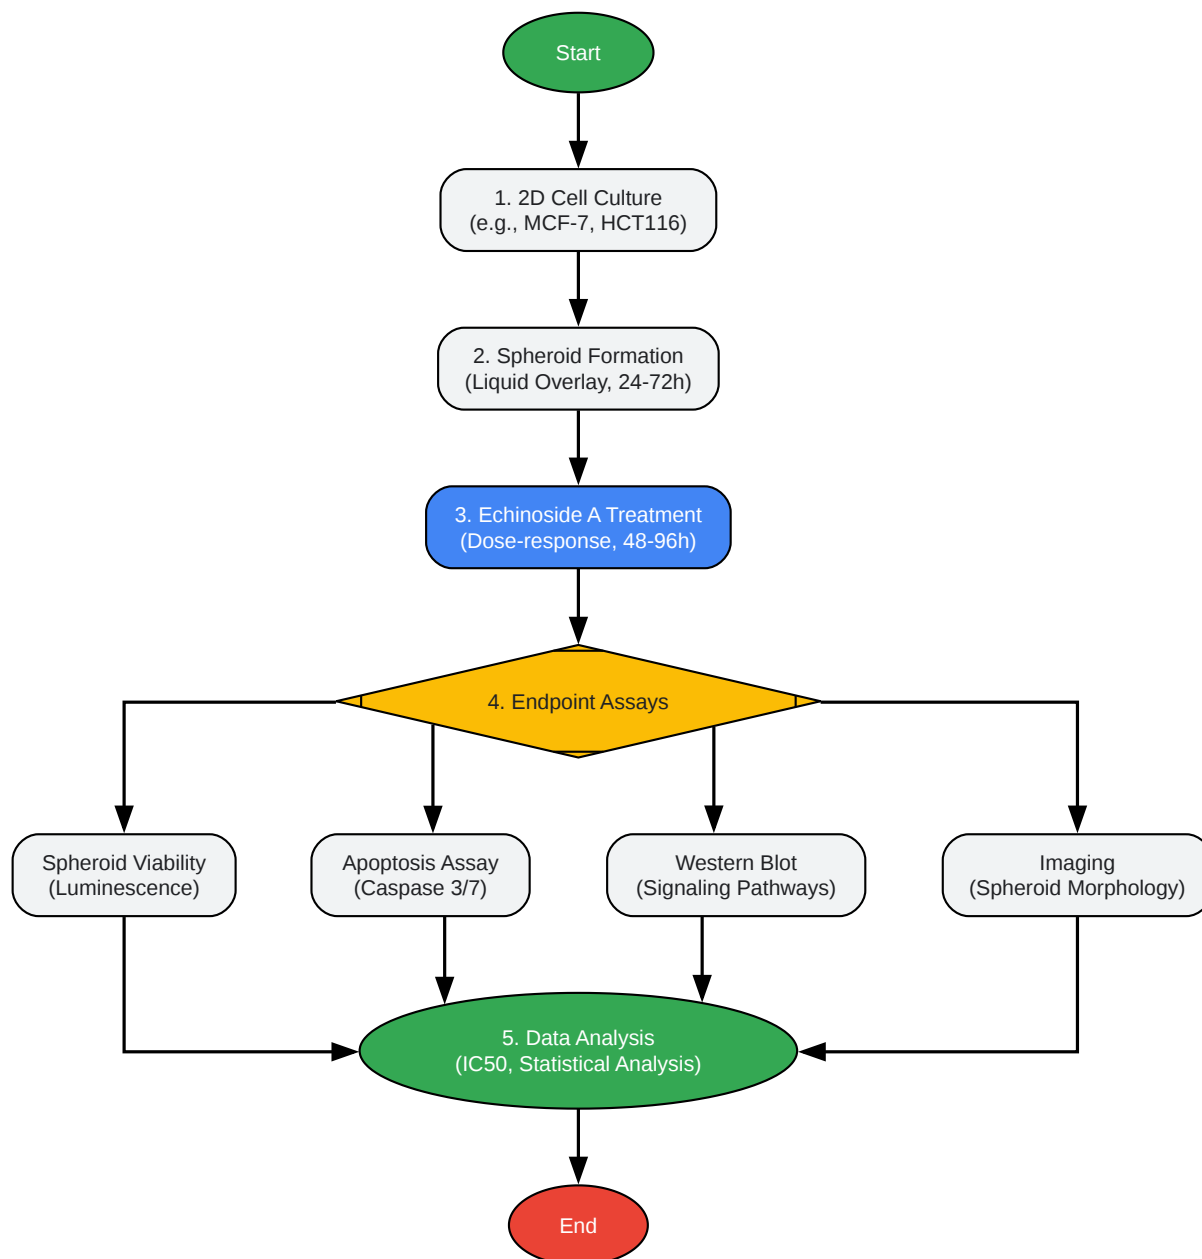 Start
1. 2D Cell Culture
(e.g., MCF-7, HCT116)
2. Spheroid Formation
(Liquid Overlay, 24-72h)
3. Echinoside A Treatment
(Dose-response, 48-96h)
4. Endpoint Assays
Spheroid Viability
(Luminescence)
Apoptosis Assay
(Caspase 3/7)
Western Blot
(Signaling Pathways)
Imaging
(Spheroid Morphology)
5. Data Analysis
(IC50, Statistical Analysis)
End